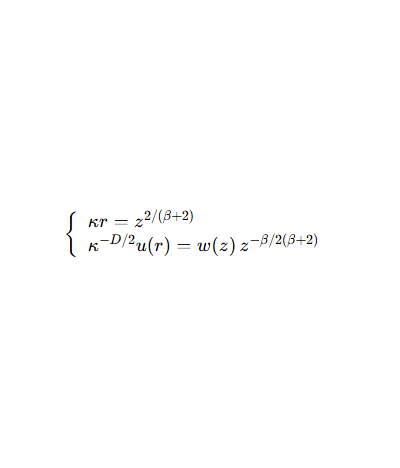 κr = z^{2/(β+2)}
κ^{−D/2}u(r) = w(z) z^{−β/2(β+2)}